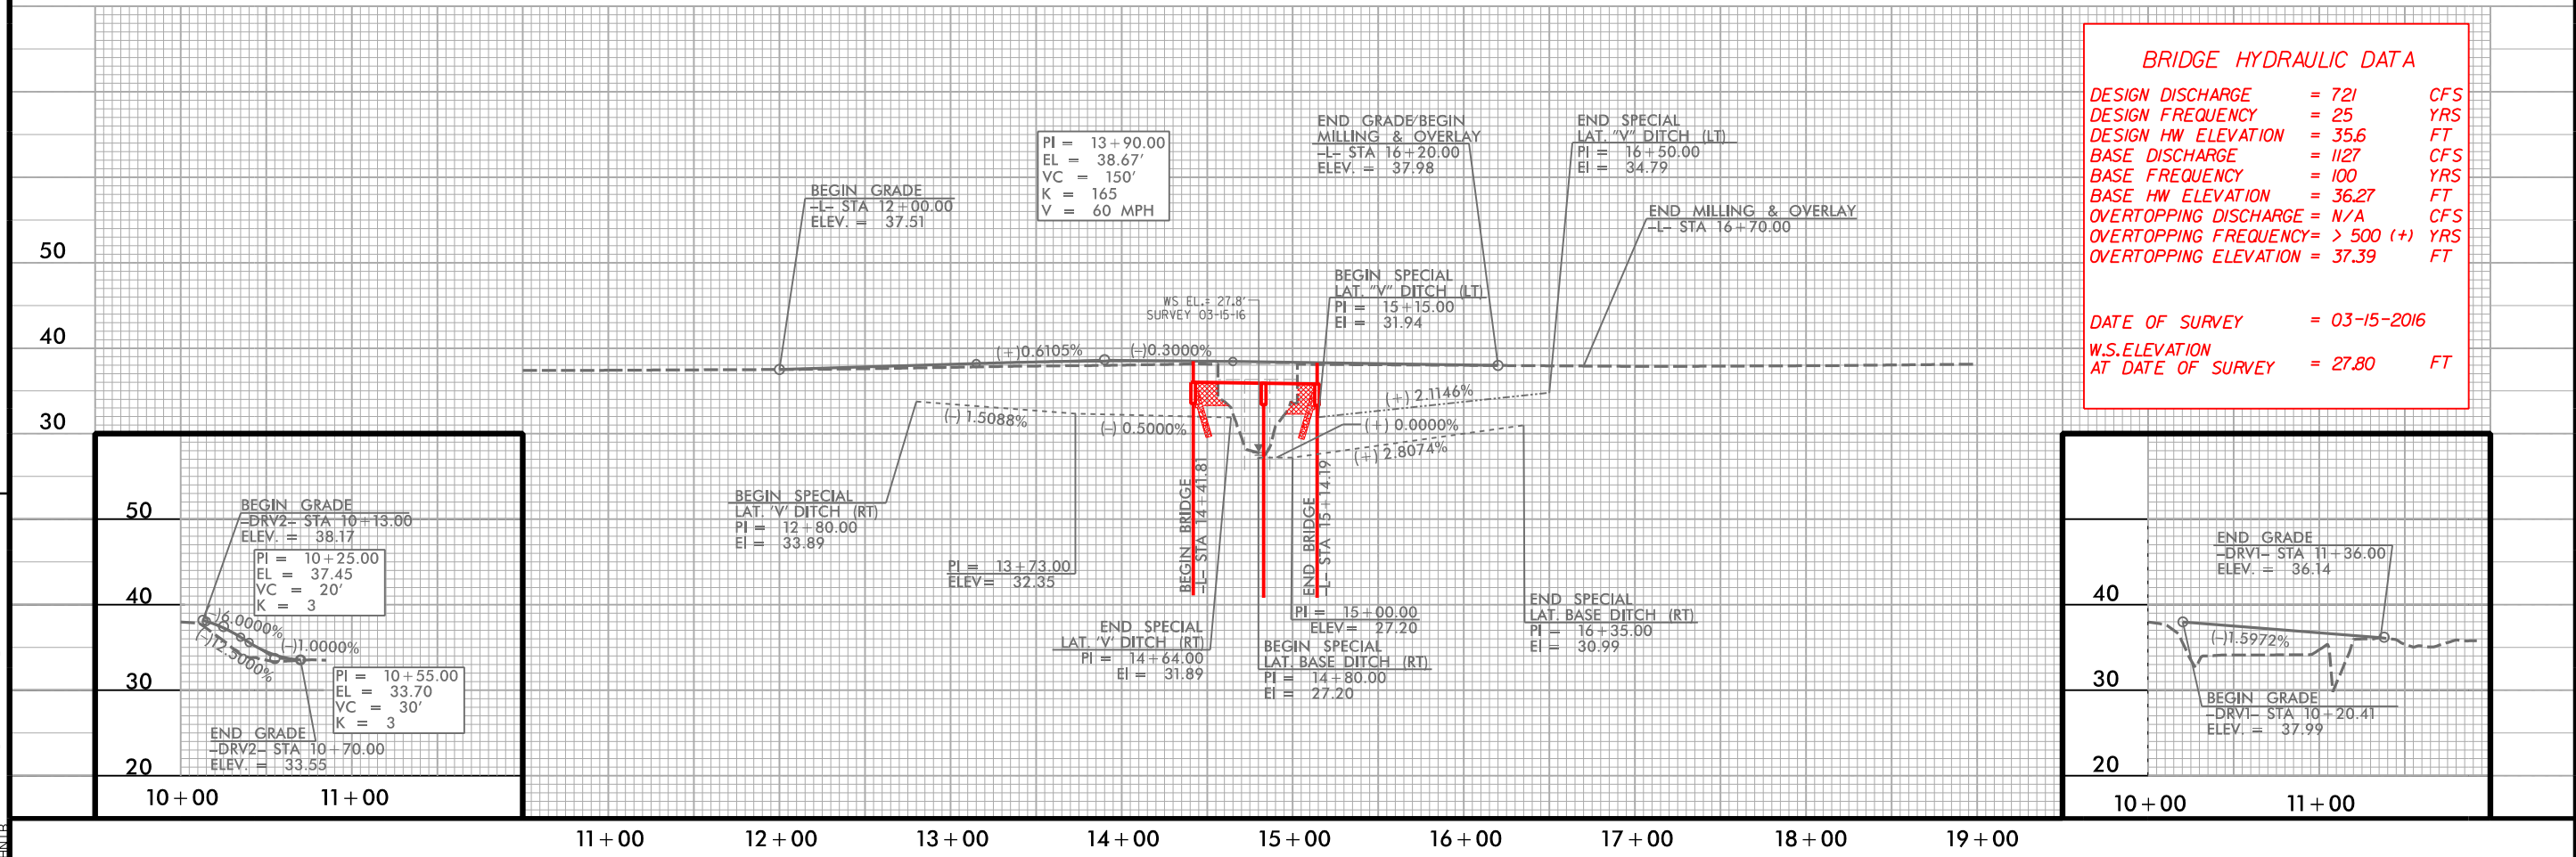 BRIDGE HYDRAULIC DATA
DESIGN DISCHARGE = 721 CFS
DESIGN FREQUENCY = 25 YRS
DESIGN HW ELEVATION = 35.6 FT
BASE DISCHARGE = 1127 CFS
BASE FREQUENCY = 100 YRS
BASE HW ELEVATION = 36.27 FT
OVERTOPPING DISCHARGE = N/A CFS
OVERTOPPING FREQUENCY= > 500 (+) YRS
OVERTOPPING ELEVATION = 37.39 FT
DATE OF SURVEY = 03-15-2016
W.S.ELEVATION
AT DATE OF SURVEY = 27.80 FT
PI = 13+90.00
EL = 38.67'
VC = 150'
K = 165
V = 60 MPH
END GRADE/BEGIN
MILLING & OVERLAY
-L- STA 16+20.00
ELEV. = 37.98
END SPECIAL
LAT. "V" DITCH (LT)
PI = 16+50.00
El = 34.79
BEGIN GRADE
-L- STA 12+00.00
ELEV. = 37.51
END MILLING & OVERLAY
-L- STA 16+70.00
50
BEGIN SPECIAL
LAT. "V" DITCH (LT)
PI = 15+15.00
El = 31.94
WS EL.= 27.8'
SURVEY 03-15-16
40
(+)0.6105%
(-)0.3000%
30
(-) 1.5088%
(-) 0.5000%
(+) 2.1146%
(+) 0.0000%
(+) 2.8074%
BEGIN SPECIAL
LAT. 'V' DITCH (RT)
PI = 12+80.00
El = 33.89
BEGIN BRIDGE
-L- STA 14+41.81
END BRIDGE
-L- STA 15+14.19
PI = 13+73.00
ELEV= 32.35
PI = 15+00.00
ELEV= 27.20
END SPECIAL
LAT. 'V' DITCH (RT)
PI = 14+64.00
El = 31.89
BEGIN SPECIAL
LAT. BASE DITCH (RT)
PI = 14+80.00
El = 27.20
END SPECIAL
LAT. BASE DITCH (RT)
PI = 16+35.00
El = 30.99
50
BEGIN GRADE
-DRV2- STA 10+13.00
ELEV. = 38.17
PI = 10+25.00
EL = 37.45
VC = 20'
K = 3
40
(-)6.0000%
(-)12.5000%
(-)1.0000%
PI = 10+55.00
EL = 33.70
VC = 30'
K = 3
30
END GRADE
-DRV2- STA 10+70.00
ELEV. = 33.55
20
10+00 11+00
END GRADE
-DRV1- STA 11+36.00
ELEV. = 36.14
40
(-)1.5972%
30
BEGIN GRADE
-DRV1- STA 10+20.41
ELEV. = 37.99
20
10+00 11+00
11+00 12+00 13+00 14+00 15+00 16+00 17+00 18+00 19+00